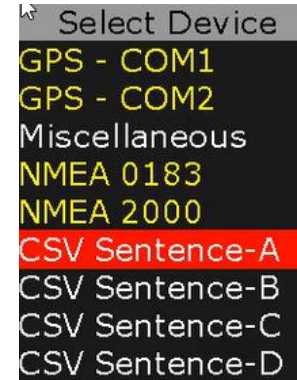 Select Device
GPS - COM1
GPS - COM2
Miscellaneous
NMEA 0183
NMEA 2000
CSV Sentence-A
CSV Sentence-B
CSV Sentence-C
CSV Sentence-D